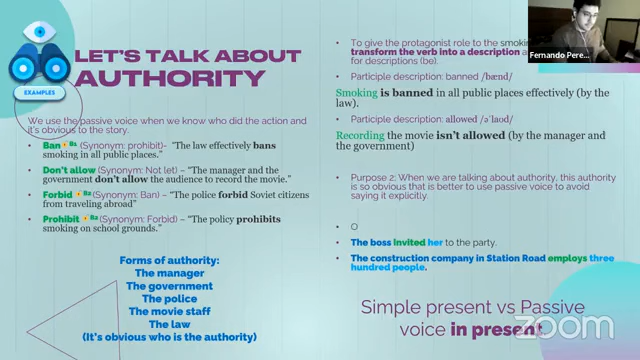 LET'S TALK ABOUT
AUTHORITY
EXAMPLES
We use the passive voice when we know who did the action and
it's obvious to the story.
• Ban B1 (Synonym: prohibit)- "The law effectively bans
smoking in all public places."
• Don't allow (Synonym: Not let) – "The manager and the
government don't allow the audience to record the movie."
• Forbid B2 (Synonym: Ban) – "The police forbid Soviet citizens
from traveling abroad"
• Prohibit B2 (Synonym: Forbid) – "The policy prohibits
smoking on school grounds."
Forms of authority:
The manager
The government
The police
The movie staff
The law
(It's obvious who is the authority)
• To give the protagonist role to the smoking
transform the verb into a description
for descriptions (be).
• Participle description: banned /bænd/
Smoking is banned in all public places effectively (by the
law).
• Participle description: allowed /əˈlaʊd/
Recording the movie isn't allowed (by the manager and
the government)
• Purpose 2: When we are talking about authority, this authority
is so obvious that is better to use passive voice to avoid
saying it explicitly.
• O
• The boss invited her to the party.
• The construction company in Station Road employs three
hundred people.
Simple present vs Passive
voice in present
Fernando Pere...
zoom